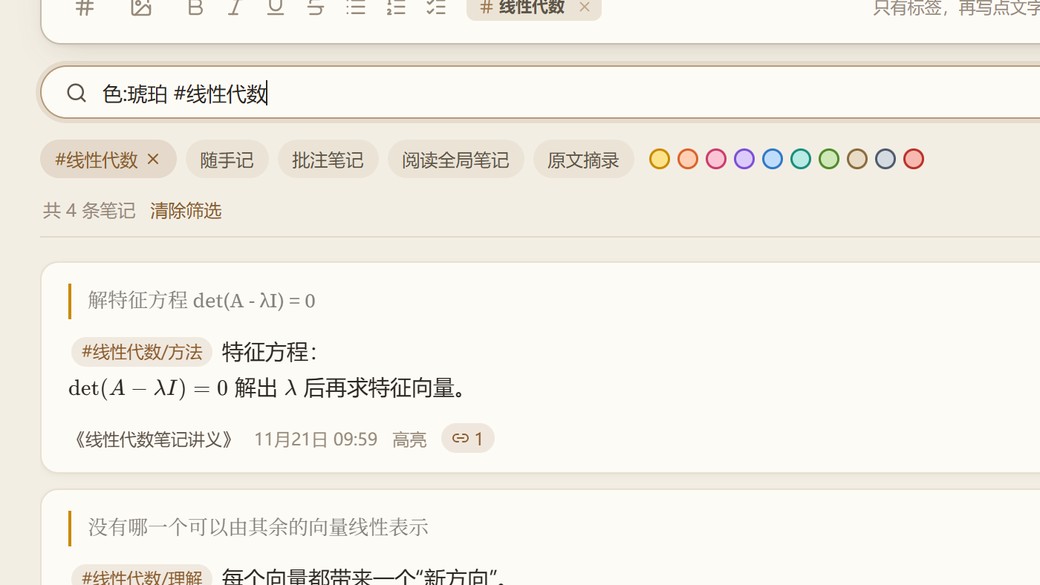 # 线性代数 ×
只有标签，再写点文字
色:琥珀 #线性代数
#线性代数 × 随手记 批注笔记 阅读全局笔记 原文摘录
共 4 条笔记 清除筛选
解特征方程 det(A - λI) = 0
#线性代数/方法 特征方程：
det(A − λI) = 0 解出 λ 后再求特征向量。
《线性代数笔记讲义》 11月21日 09:59 高亮 1
没有哪一个可以由其余的向量线性表示
#线性代数/理解 每个向量都带来一个“新方向”。